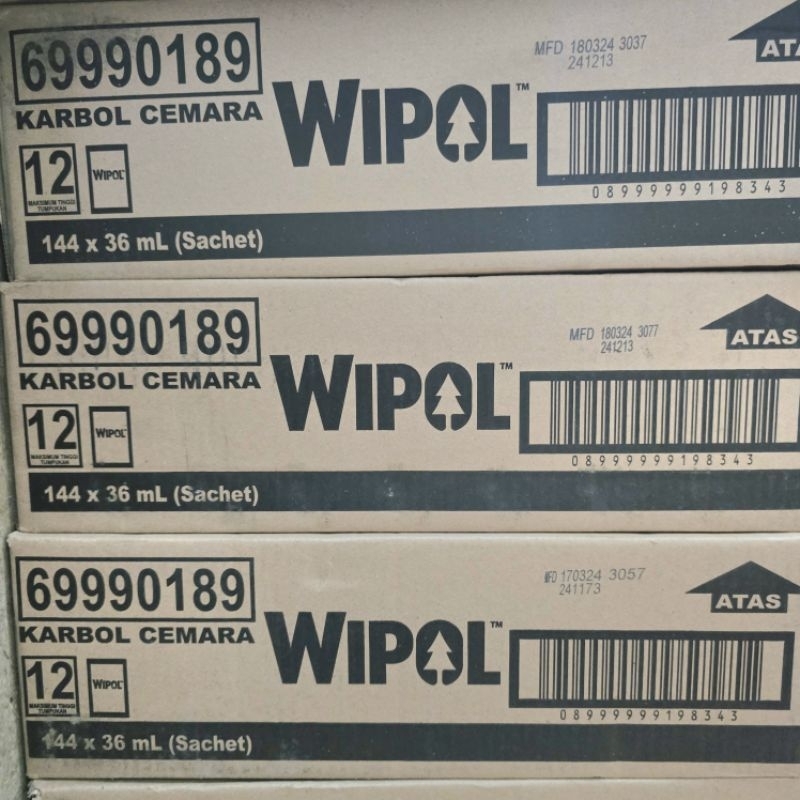 69990189
KARBOL CEMARA
WIPOL™
MFD 180324 3037
241213
12
MAKSIMUM TINGGI
TUMPUKAN
WIPOL
08999999198343
144 x 36 mL (Sachet)
69990189
KARBOL CEMARA
WIPOL™
MFD 180324 3077
241213
ATAS
12
MAKSIMUM TINGGI
TUMPUKAN
WIPOL
08999999198343
144 x 36 mL (Sachet)
69990189
KARBOL CEMARA
WIPOL™
MFD 170324 3057
241173
ATAS
12
MAKSIMUM TINGGI
TUMPUKAN
WIPOL
08999999198343
144 x 36 mL (Sachet)